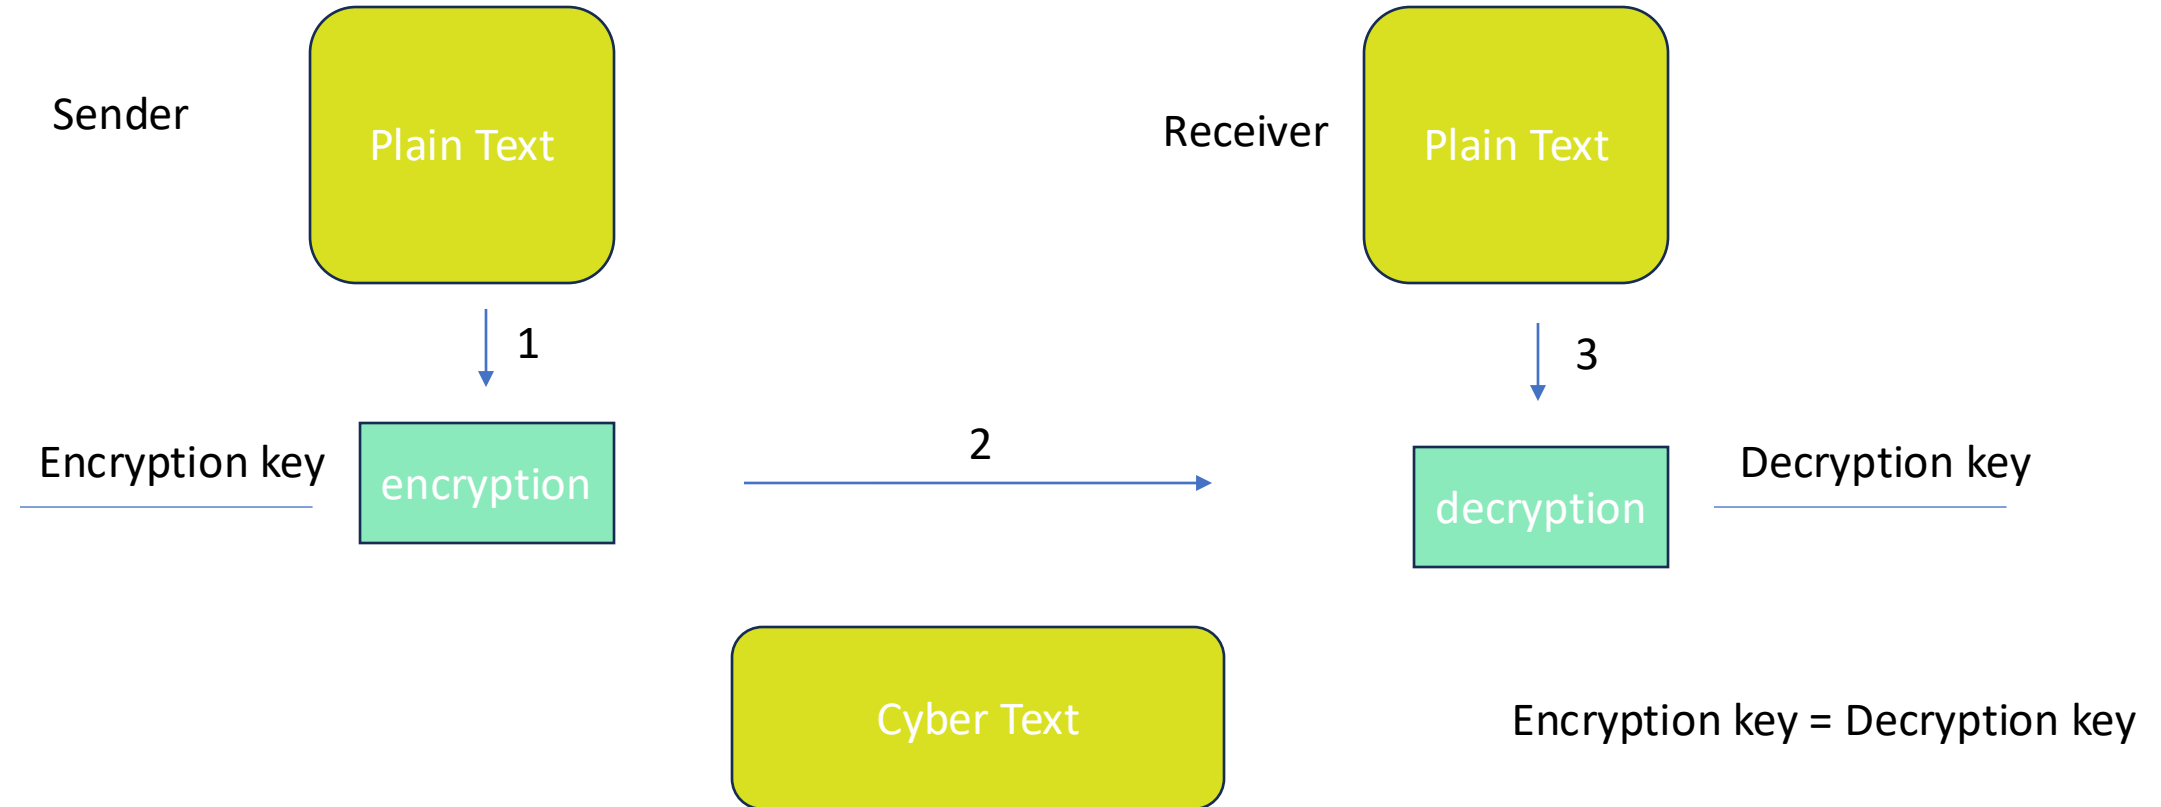 Sender
Plain Text
Receiver
Plain Text
1
3
Encryption key
encryption
2
decryption
Decryption key
Cyber Text
Encryption key = Decryption key